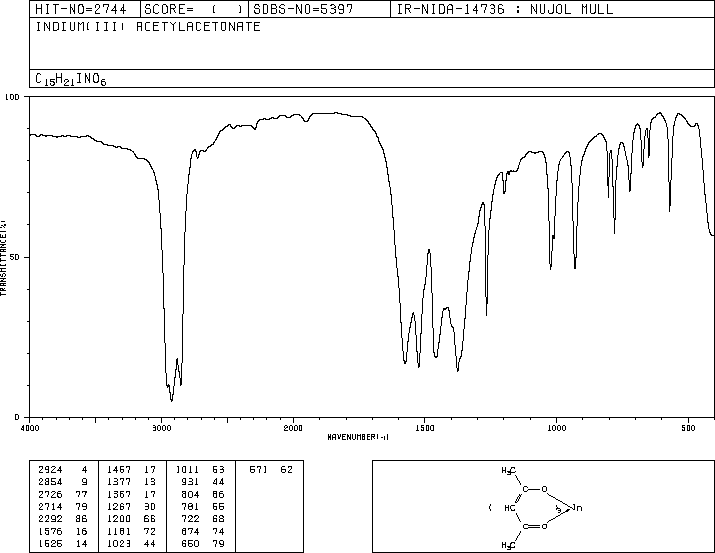 HIT-NO=2744 SCORE= ( ) SDBS-NO=5397 IR-NIDA-14736 : NUJOL MULL
INDIUM(III) ACETYLACETONATE
C15H21INO6
100
50
0
TRANSMITTANCE(%)
4000 3000 2000 1500 1000 500
WAVENUMBER(-1)
2924 4 1467 17 1011 53 571 62
2854 9 1377 13 931 44
2726 77 1367 17 804 66
2714 79 1267 30 781 55
2292 86 1200 66 722 68
1576 16 1181 72 674 74
1525 14 1023 44 650 79
H3C
C O
( HC )3 In
C O
H3C